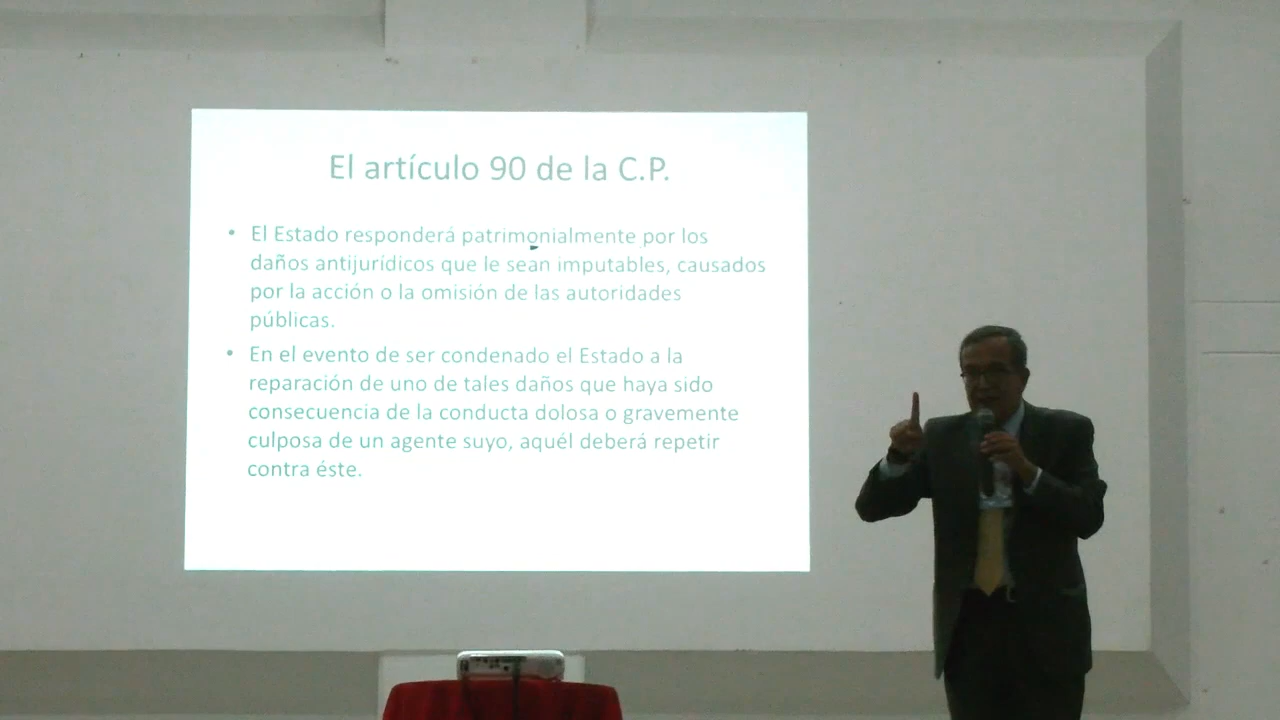 El artículo 90 de la C.P.
• El Estado responderá patrimonialmente por los
daños antijurídicos que le sean imputables, causados
por la acción o la omisión de las autoridades
públicas.
• En el evento de ser condenado el Estado a la
reparación de uno de tales daños que haya sido
consecuencia de la conducta dolosa o gravemente
culposa de un agente suyo, aquél deberá repetir
contra éste.